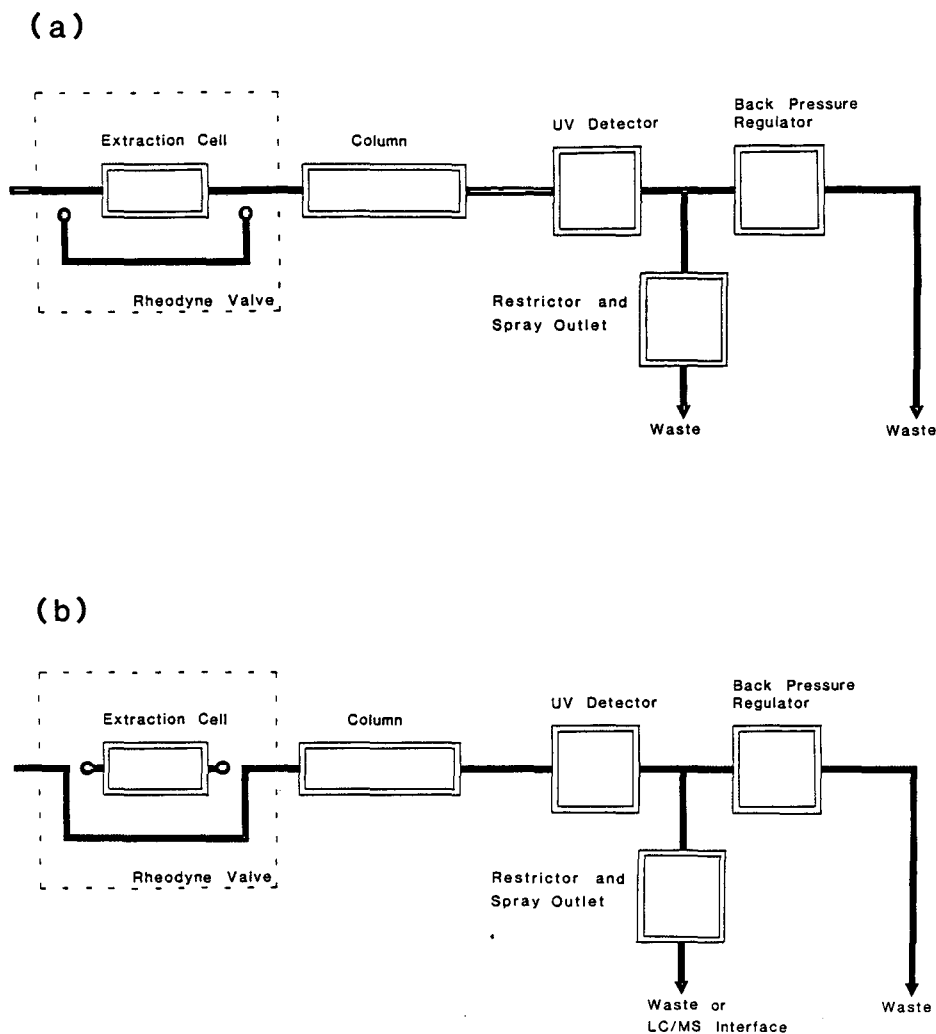 (a)
Back Pressure
Regulator
UV Detector
Extraction Cell
Column
Rheodyne Valve
Restrictor and
Spray Outlet
Waste
Waste
(b)
Back Pressure
Regulator
UV Detector
Extraction Cell
Column
Rheodyne Valve
Restrictor and
Spray Outlet
Waste or
LC/MS Interface
Waste